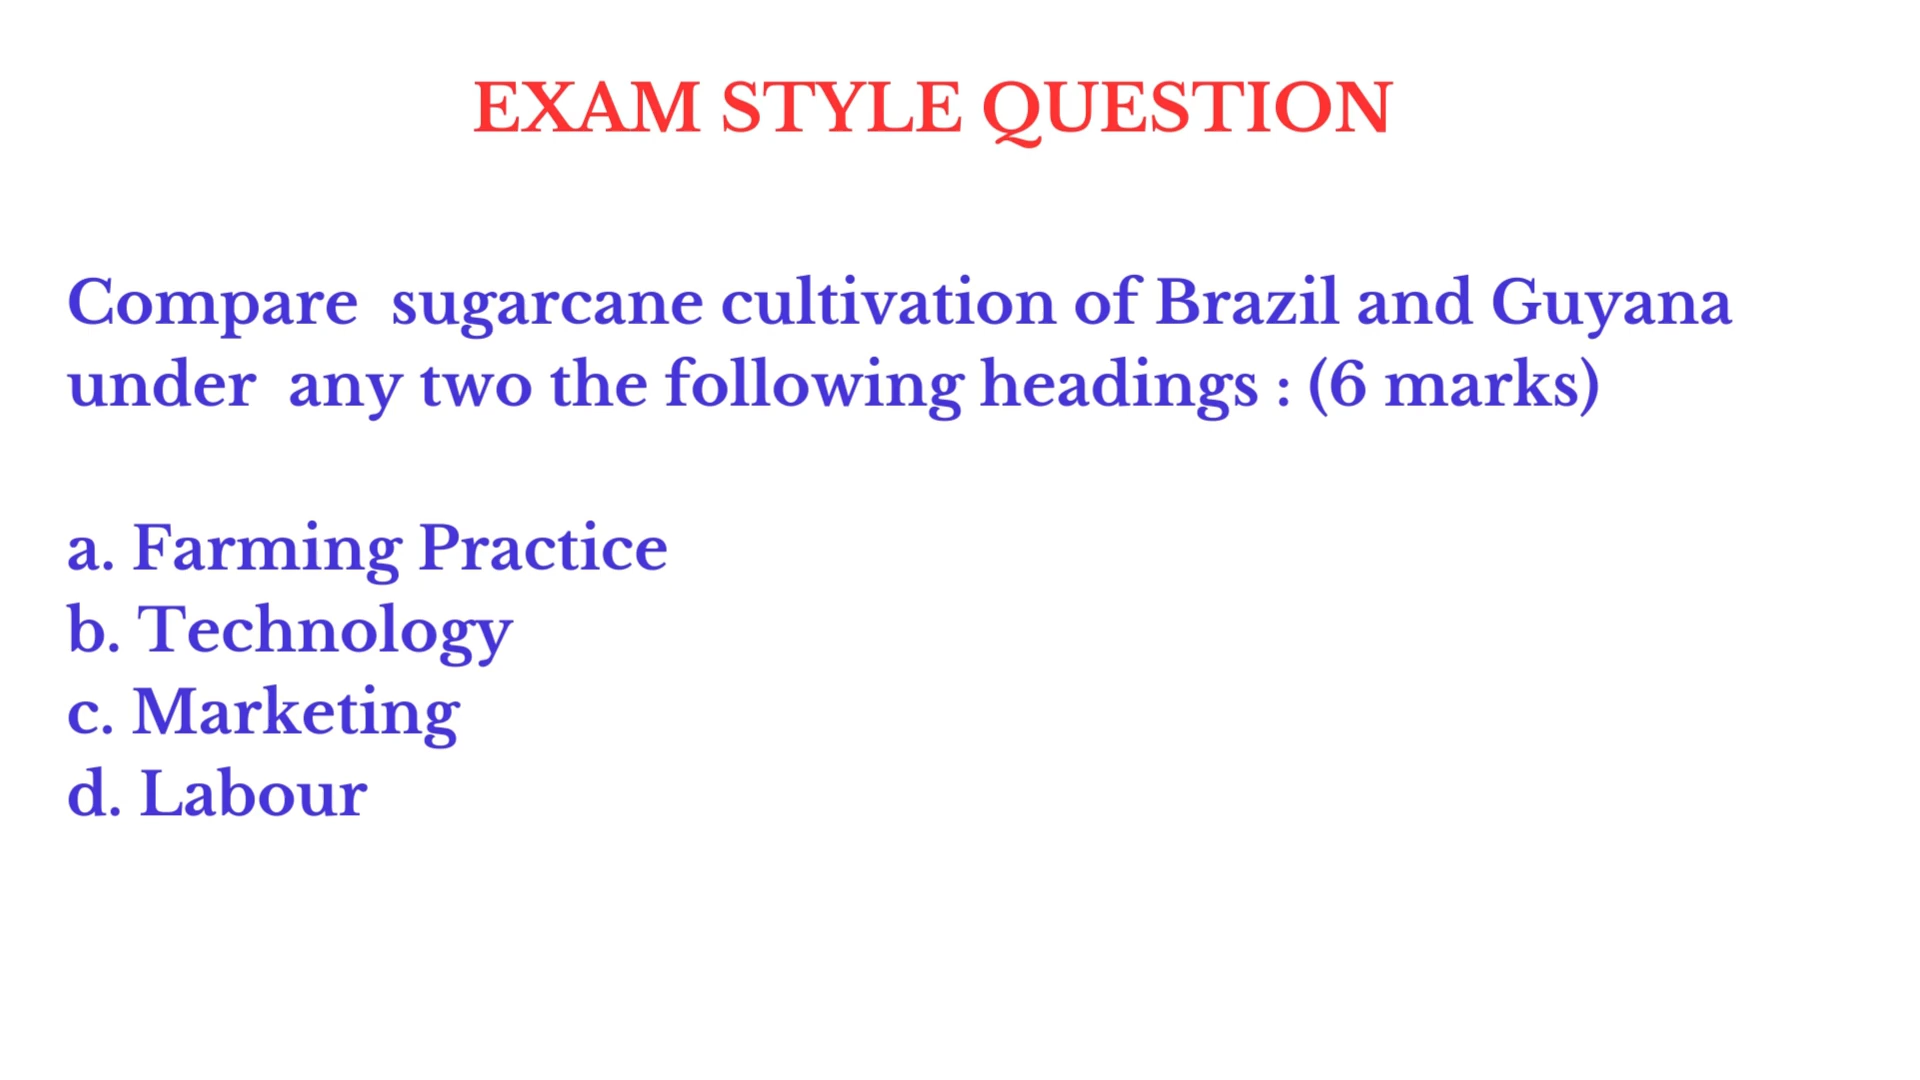 EXAM STYLE QUESTION
Compare  sugarcane cultivation of Brazil and Guyana
under  any two the following headings : (6 marks)
a. Farming Practice
b. Technology
c. Marketing
d. Labour